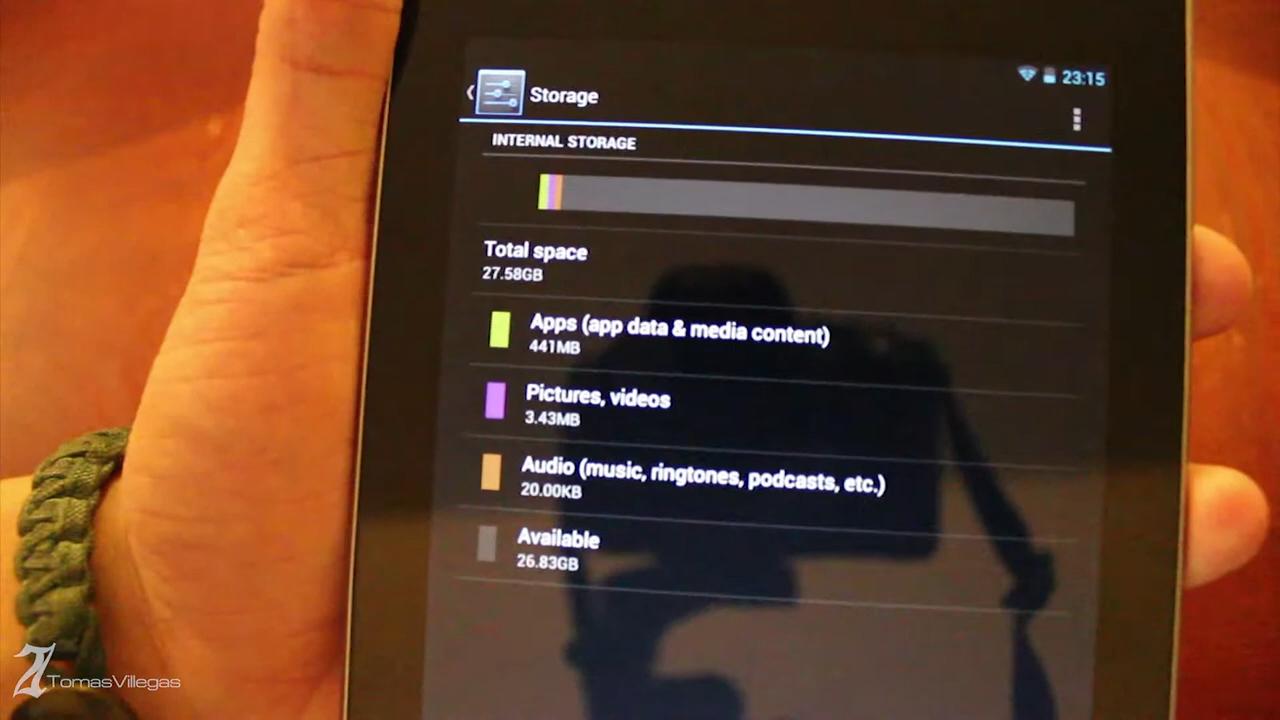 23:15
Storage
INTERNAL STORAGE
Total space
27.58GB
Apps (app data & media content)
441MB
Pictures, videos
3.43MB
Audio (music, ringtones, podcasts, etc.)
20.00KB
Available
26.83GB
TomasVillegas